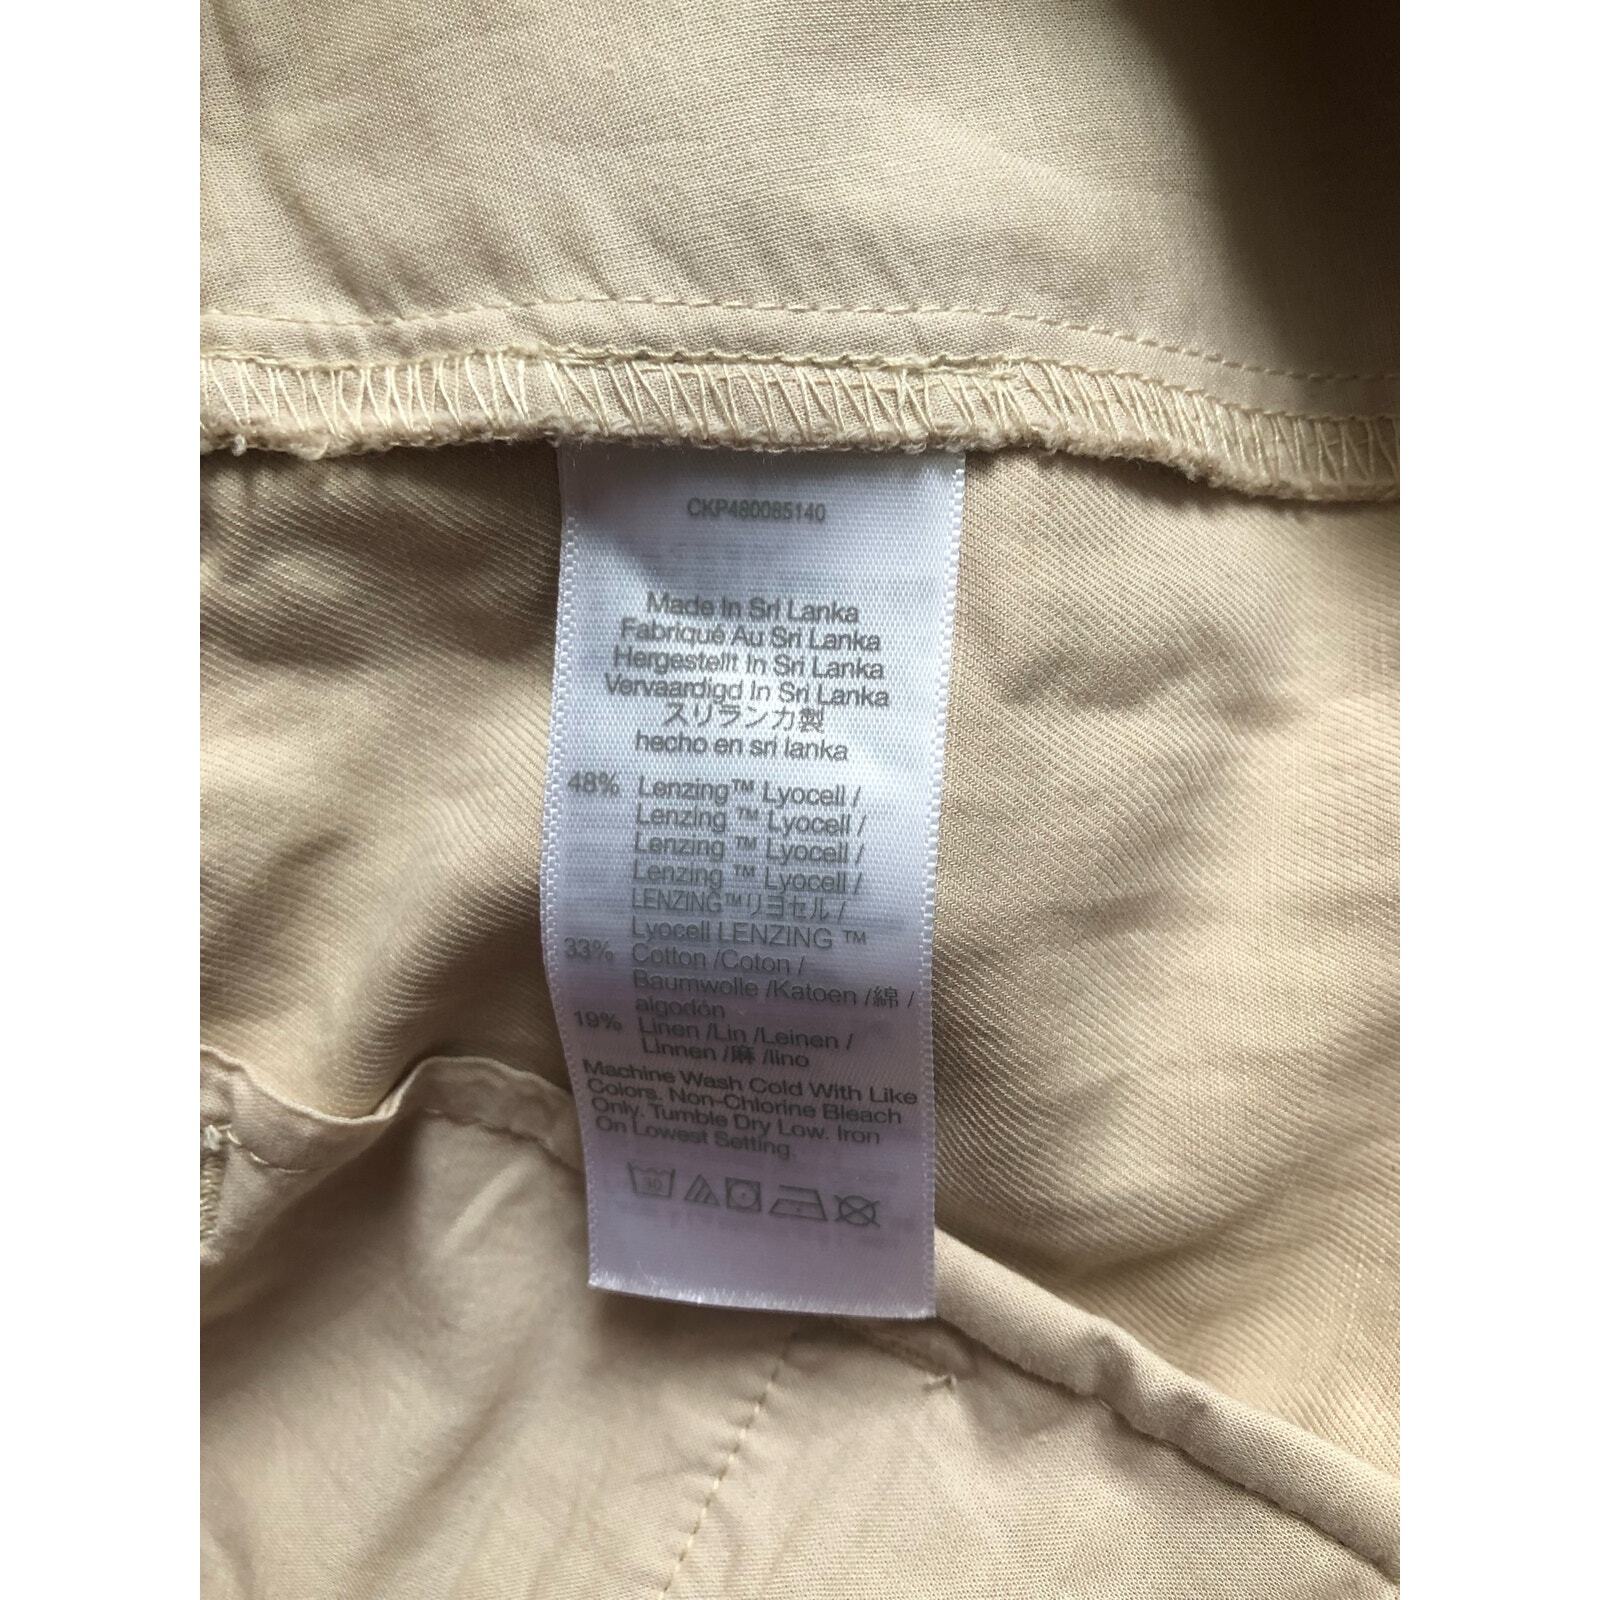 CKP480085140
Made In Sri Lanka
Fabriqué Au Sri Lanka
Hergestellt In Sri Lanka
Vervaardigd In Sri Lanka
スリランカ製
hecho en sri lanka
48% Lenzing™ Lyocell /
Lenzing ™ Lyocell /
Lenzing ™ Lyocell /
Lenzing ™ Lyocell /
LENZING™リヨセル /
Lyocell LENZING ™
33% Cotton /Coton /
Baumwolle /Katoen /綿 /
algodón
19% Linen /Lin /Leinen /
Linnen /麻 /lino
Machine Wash Cold With Like
Colors. Non-Chlorine Bleach
Only. Tumble Dry Low. Iron
On Lowest Setting.
30